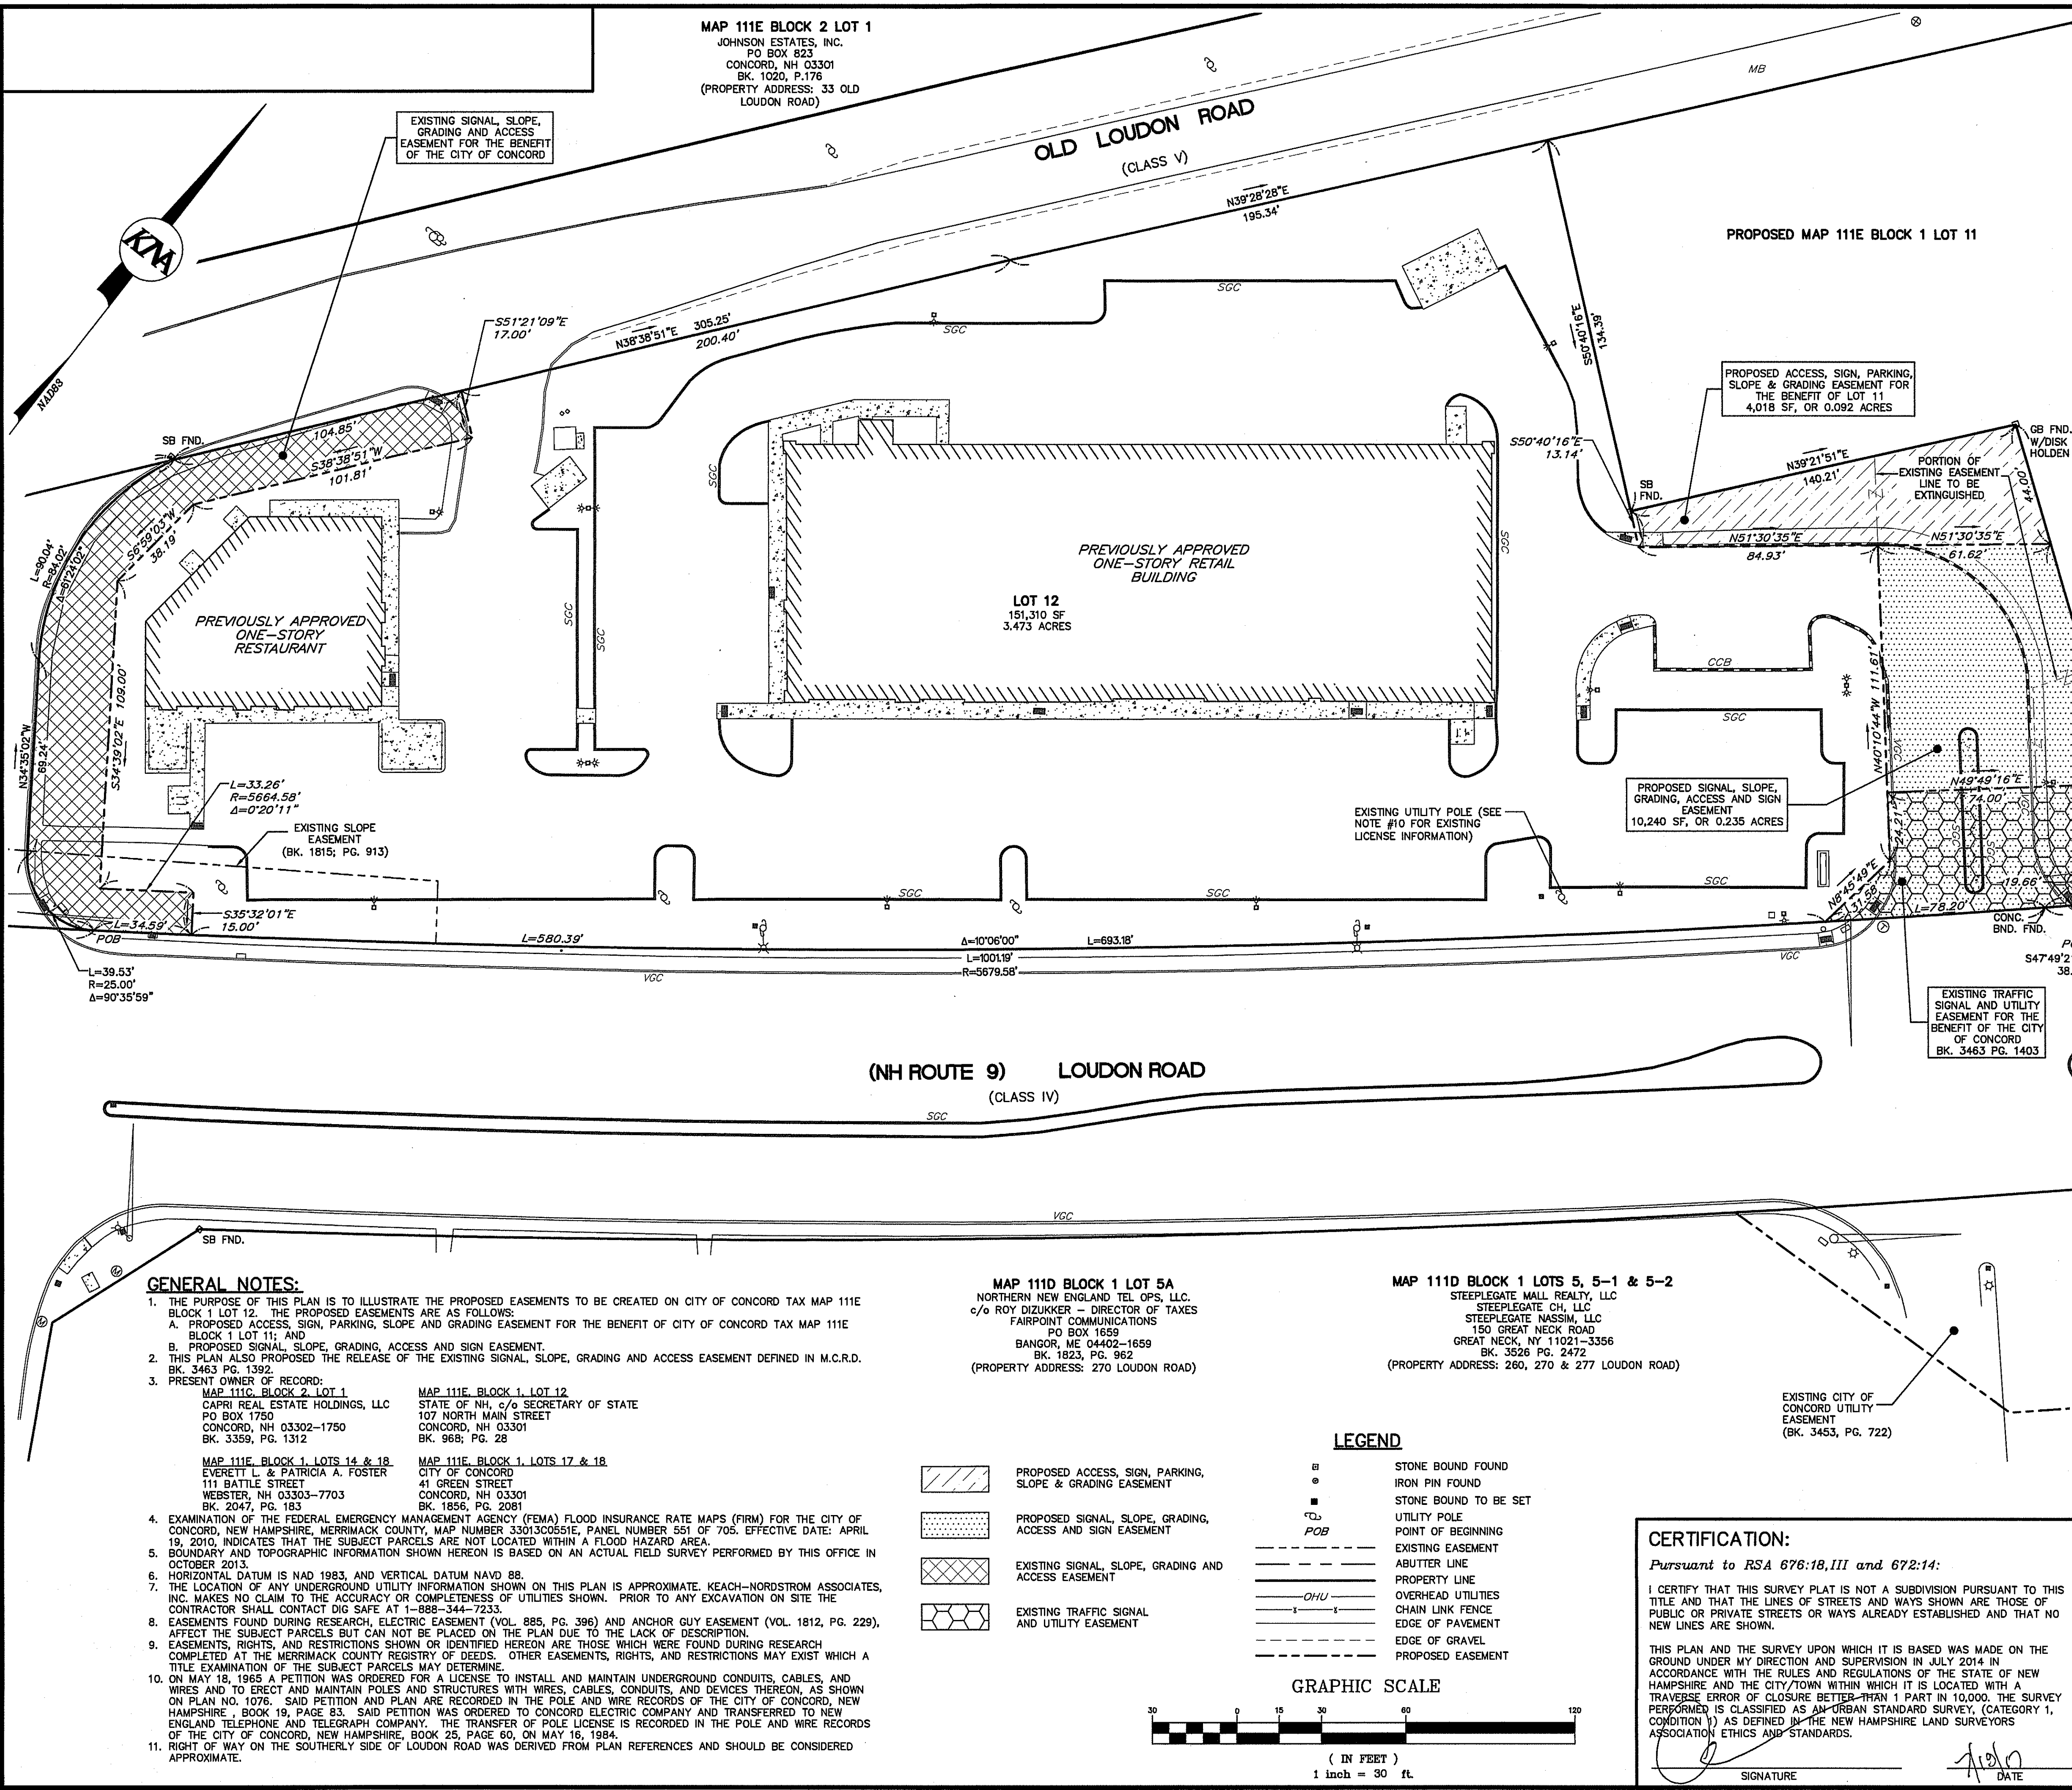 MAP 111E BLOCK 2 LOT 1
JOHNSON ESTATES, INC.
PO BOX 823
CONCORD, NH 03301
BK. 1020, P.176
(PROPERTY ADDRESS: 33 OLD
LOUDON ROAD)
EXISTING SIGNAL, SLOPE,
GRADING AND ACCESS
EASEMENT FOR THE BENEFIT
OF THE CITY OF CONCORD
KNA
NAD83
MB
OLD LOUDON ROAD
(CLASS V)
N39°28'28"E
195.34'
PROPOSED MAP 111E BLOCK 1 LOT 11
S51°21'09"E
17.00'
N38°38'51"E 305.25'
200.40'
SGC
SGC
S50°40'16"E
134.39'
PROPOSED ACCESS, SIGN, PARKING,
SLOPE & GRADING EASEMENT FOR
THE BENEFIT OF LOT 11
4,018 SF, OR 0.092 ACRES
SB FND.
104.85'
S38°38'51"W
101.81'
S6°59'03"W
38.19'
L=90.04'
R=84.02'
Δ=61°24'02"
S50°40'16"E
13.14'
SB
FND.
N39°21'51"E
140.21'
PORTION OF
EXISTING EASEMENT
LINE TO BE
EXTINGUISHED
GB FND.
W/DISK
HOLDEN
44.00'
N51°30'35"E
84.93'
N51°30'35"E
61.62'
SGC
SGC
PREVIOUSLY APPROVED
ONE-STORY RETAIL
BUILDING
LOT 12
151,310 SF
3.473 ACRES
PREVIOUSLY APPROVED
ONE-STORY
RESTAURANT
SGC
SGC
CCB
SGC
N40°10'44"W 111.61'
VGC
N34°35'02"W
69.24'
S34°39'02"E 109.00'
L=33.26'
R=5664.58'
Δ=0°20'11"
EXISTING SLOPE
EASEMENT
(BK. 1815; PG. 913)
EXISTING UTILITY POLE (SEE
NOTE #10 FOR EXISTING
LICENSE INFORMATION)
PROPOSED SIGNAL, SLOPE,
GRADING, ACCESS AND SIGN
EASEMENT
10,240 SF, OR 0.235 ACRES
N49°49'16"E
74.00'
VGC
SGC
SGC
24.21'
N8°45'49"E
31.58'
19.66'
L=78.20'
CONC.
BND. FND.
S47°49'2
38.
SGC
SGC
SGC
S35°32'01"E
15.00'
L=34.59'
POB
L=39.53'
R=25.00'
Δ=90°35'59"
L=580.39'
Δ=10°06'00" L=693.18'
L=1001.19'
R=5679.58'
VGC
VGC
EXISTING TRAFFIC
SIGNAL AND UTILITY
EASEMENT FOR THE
BENEFIT OF THE CITY
OF CONCORD
BK. 3463 PG. 1403
(NH ROUTE 9) LOUDON ROAD
(CLASS IV)
SGC
VGC
SB FND.
GENERAL NOTES:
1. THE PURPOSE OF THIS PLAN IS TO ILLUSTRATE THE PROPOSED EASEMENTS TO BE CREATED ON CITY OF CONCORD TAX MAP 111E
BLOCK 1 LOT 12. THE PROPOSED EASEMENTS ARE AS FOLLOWS:
A. PROPOSED ACCESS, SIGN, PARKING, SLOPE AND GRADING EASEMENT FOR THE BENEFIT OF CITY OF CONCORD TAX MAP 111E
BLOCK 1 LOT 11; AND
B. PROPOSED SIGNAL, SLOPE, GRADING, ACCESS AND SIGN EASEMENT.
2. THIS PLAN ALSO PROPOSED THE RELEASE OF THE EXISTING SIGNAL, SLOPE, GRADING AND ACCESS EASEMENT DEFINED IN M.C.R.D.
BK. 3463 PG. 1392.
3. PRESENT OWNER OF RECORD:
MAP 111C, BLOCK 2, LOT 1
CAPRI REAL ESTATE HOLDINGS, LLC
PO BOX 1750
CONCORD, NH 03302-1750
BK. 3359, PG. 1312
MAP 111E, BLOCK 1, LOT 12
STATE OF NH, c/o SECRETARY OF STATE
107 NORTH MAIN STREET
CONCORD, NH 03301
BK. 968; PG. 28
MAP 111E, BLOCK 1, LOTS 14 & 18
EVERETT L. & PATRICIA A. FOSTER
111 BATTLE STREET
WEBSTER, NH 03303-7703
BK. 2047, PG. 183
MAP 111E, BLOCK 1, LOTS 17 & 18
CITY OF CONCORD
41 GREEN STREET
CONCORD, NH 03301
BK. 1856, PG. 2081
4. EXAMINATION OF THE FEDERAL EMERGENCY MANAGEMENT AGENCY (FEMA) FLOOD INSURANCE RATE MAPS (FIRM) FOR THE CITY OF
CONCORD, NEW HAMPSHIRE, MERRIMACK COUNTY, MAP NUMBER 33013C0551E, PANEL NUMBER 551 OF 705. EFFECTIVE DATE: APRIL
19, 2010, INDICATES THAT THE SUBJECT PARCELS ARE NOT LOCATED WITHIN A FLOOD HAZARD AREA.
5. BOUNDARY AND TOPOGRAPHIC INFORMATION SHOWN HEREON IS BASED ON AN ACTUAL FIELD SURVEY PERFORMED BY THIS OFFICE IN
OCTOBER 2013.
6. HORIZONTAL DATUM IS NAD 1983, AND VERTICAL DATUM NAVD 88.
7. THE LOCATION OF ANY UNDERGROUND UTILITY INFORMATION SHOWN ON THIS PLAN IS APPROXIMATE. KEACH-NORDSTROM ASSOCIATES,
INC. MAKES NO CLAIM TO THE ACCURACY OR COMPLETENESS OF UTILITIES SHOWN. PRIOR TO ANY EXCAVATION ON SITE THE
CONTRACTOR SHALL CONTACT DIG SAFE AT 1-888-344-7233.
8. EASEMENTS FOUND DURING RESEARCH, ELECTRIC EASEMENT (VOL. 885, PG. 396) AND ANCHOR GUY EASEMENT (VOL. 1812, PG. 229),
AFFECT THE SUBJECT PARCELS BUT CAN NOT BE PLACED ON THE PLAN DUE TO THE LACK OF DESCRIPTION.
9. EASEMENTS, RIGHTS, AND RESTRICTIONS SHOWN OR IDENTIFIED HEREON ARE THOSE WHICH WERE FOUND DURING RESEARCH
COMPLETED AT THE MERRIMACK COUNTY REGISTRY OF DEEDS. OTHER EASEMENTS, RIGHTS, AND RESTRICTIONS MAY EXIST WHICH A
TITLE EXAMINATION OF THE SUBJECT PARCELS MAY DETERMINE.
10. ON MAY 18, 1965 A PETITION WAS ORDERED FOR A LICENSE TO INSTALL AND MAINTAIN UNDERGROUND CONDUITS, CABLES, AND
WIRES AND TO ERECT AND MAINTAIN POLES AND STRUCTURES WITH WIRES, CABLES, CONDUITS, AND DEVICES THEREON, AS SHOWN
ON PLAN NO. 1076. SAID PETITION AND PLAN ARE RECORDED IN THE POLE AND WIRE RECORDS OF THE CITY OF CONCORD, NEW
HAMPSHIRE , BOOK 19, PAGE 83. SAID PETITION WAS ORDERED TO CONCORD ELECTRIC COMPANY AND TRANSFERRED TO NEW
ENGLAND TELEPHONE AND TELEGRAPH COMPANY. THE TRANSFER OF POLE LICENSE IS RECORDED IN THE POLE AND WIRE RECORDS
OF THE CITY OF CONCORD, NEW HAMPSHIRE, BOOK 25, PAGE 60, ON MAY 16, 1984.
11. RIGHT OF WAY ON THE SOUTHERLY SIDE OF LOUDON ROAD WAS DERIVED FROM PLAN REFERENCES AND SHOULD BE CONSIDERED
APPROXIMATE.
MAP 111D BLOCK 1 LOT 5A
NORTHERN NEW ENGLAND TEL OPS, LLC.
c/o ROY DIZUKKER - DIRECTOR OF TAXES
FAIRPOINT COMMUNICATIONS
PO BOX 1659
BANGOR, ME 04402-1659
BK. 1823, PG. 962
(PROPERTY ADDRESS: 270 LOUDON ROAD)
MAP 111D BLOCK 1 LOTS 5, 5-1 & 5-2
STEEPLEGATE MALL REALTY, LLC
STEEPLEGATE CH, LLC
STEEPLEGATE NASSIM, LLC
150 GREAT NECK ROAD
GREAT NECK, NY 11021-3356
BK. 3526 PG. 2472
(PROPERTY ADDRESS: 260, 270 & 277 LOUDON ROAD)
EXISTING CITY OF
CONCORD UTILITY
EASEMENT
(BK. 3453, PG. 722)
LEGEND
PROPOSED ACCESS, SIGN, PARKING,
SLOPE & GRADING EASEMENT
PROPOSED SIGNAL, SLOPE, GRADING,
ACCESS AND SIGN EASEMENT
EXISTING SIGNAL, SLOPE, GRADING AND
ACCESS EASEMENT
EXISTING TRAFFIC SIGNAL
AND UTILITY EASEMENT
STONE BOUND FOUND
IRON PIN FOUND
STONE BOUND TO BE SET
UTILITY POLE
POB POINT OF BEGINNING
EXISTING EASEMENT
ABUTTER LINE
PROPERTY LINE
OHU OVERHEAD UTILITIES
CHAIN LINK FENCE
EDGE OF PAVEMENT
EDGE OF GRAVEL
PROPOSED EASEMENT
GRAPHIC SCALE
30 0 15 30 60 120
( IN FEET )
1 inch = 30 ft.
CERTIFICATION:
Pursuant to RSA 676:18,III and 672:14:
I CERTIFY THAT THIS SURVEY PLAT IS NOT A SUBDIVISION PURSUANT TO THIS
TITLE AND THAT THE LINES OF STREETS AND WAYS SHOWN ARE THOSE OF
PUBLIC OR PRIVATE STREETS OR WAYS ALREADY ESTABLISHED AND THAT NO
NEW LINES ARE SHOWN.
THIS PLAN AND THE SURVEY UPON WHICH IT IS BASED WAS MADE ON THE
GROUND UNDER MY DIRECTION AND SUPERVISION IN JULY 2014 IN
ACCORDANCE WITH THE RULES AND REGULATIONS OF THE STATE OF NEW
HAMPSHIRE AND THE CITY/TOWN WITHIN WHICH IT IS LOCATED WITH A
TRAVERSE ERROR OF CLOSURE BETTER THAN 1 PART IN 10,000. THE SURVEY
PERFORMED IS CLASSIFIED AS AN URBAN STANDARD SURVEY, (CATEGORY 1,
CONDITION 1) AS DEFINED IN THE NEW HAMPSHIRE LAND SURVEYORS
ASSOCIATION ETHICS AND STANDARDS.
SIGNATURE
DATE